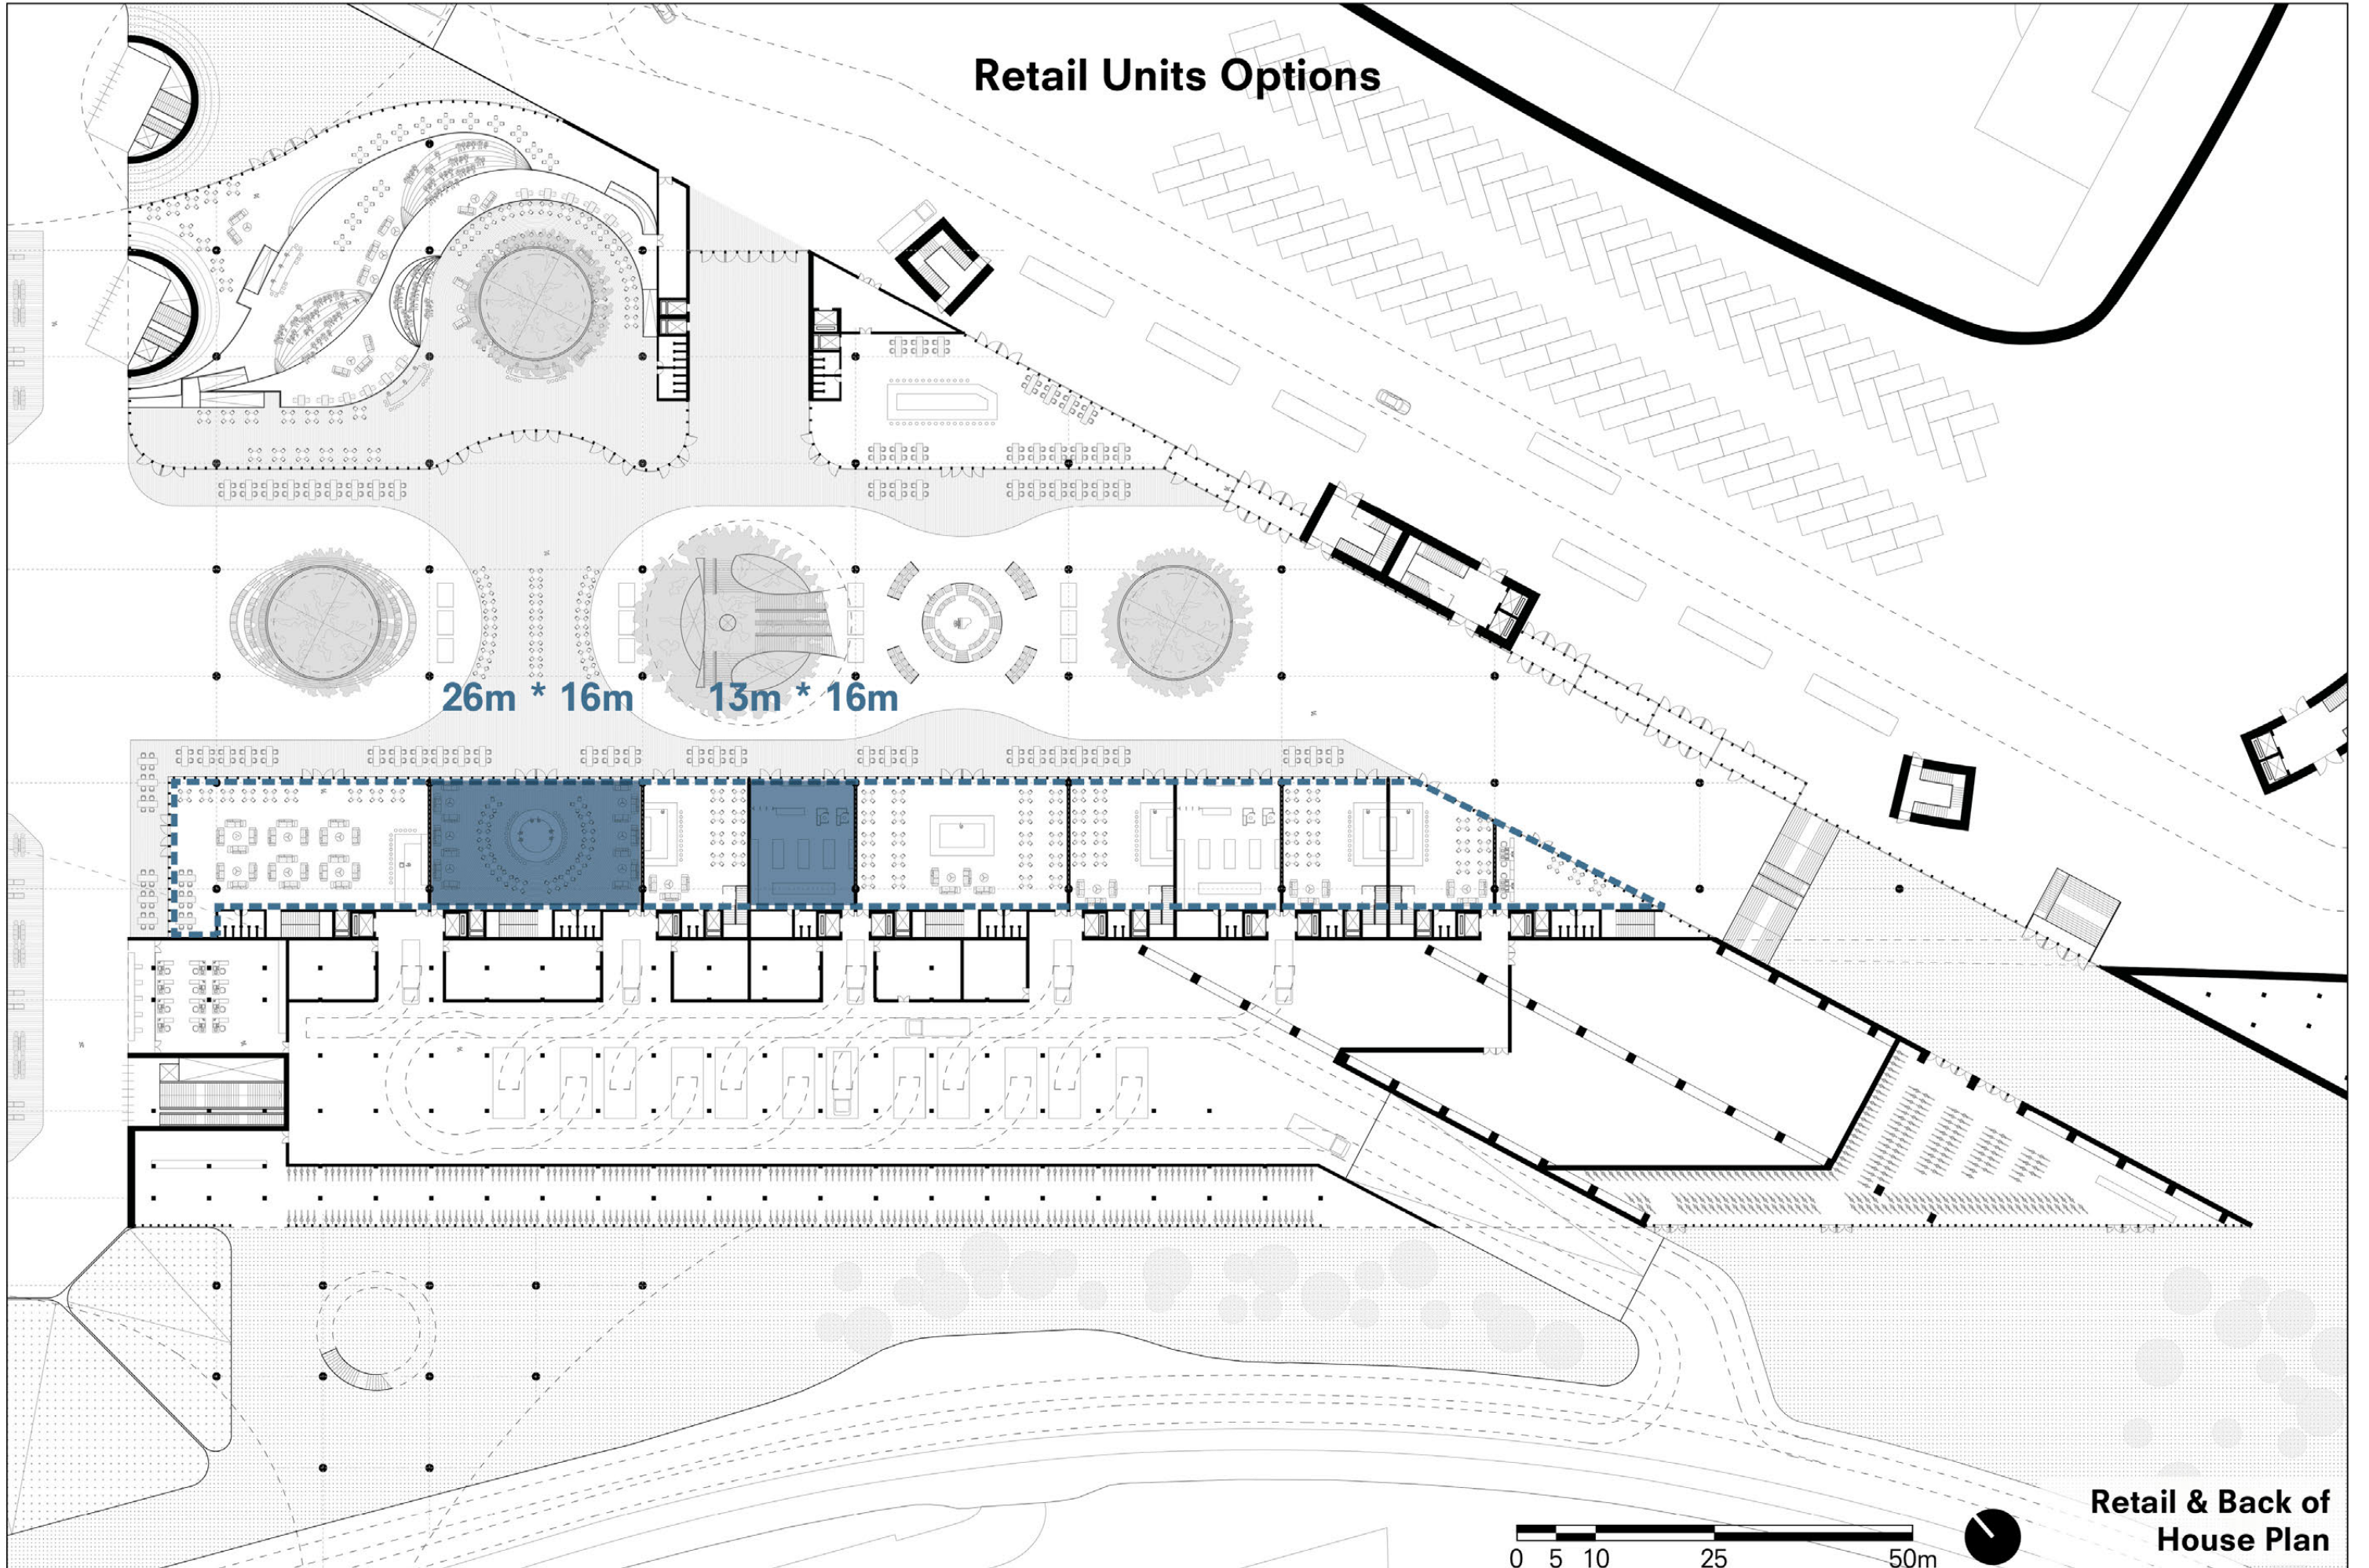 Retail Units Options
26m * 16m
13m * 16m
0 5 10 25 50m
Retail & Back of
House Plan